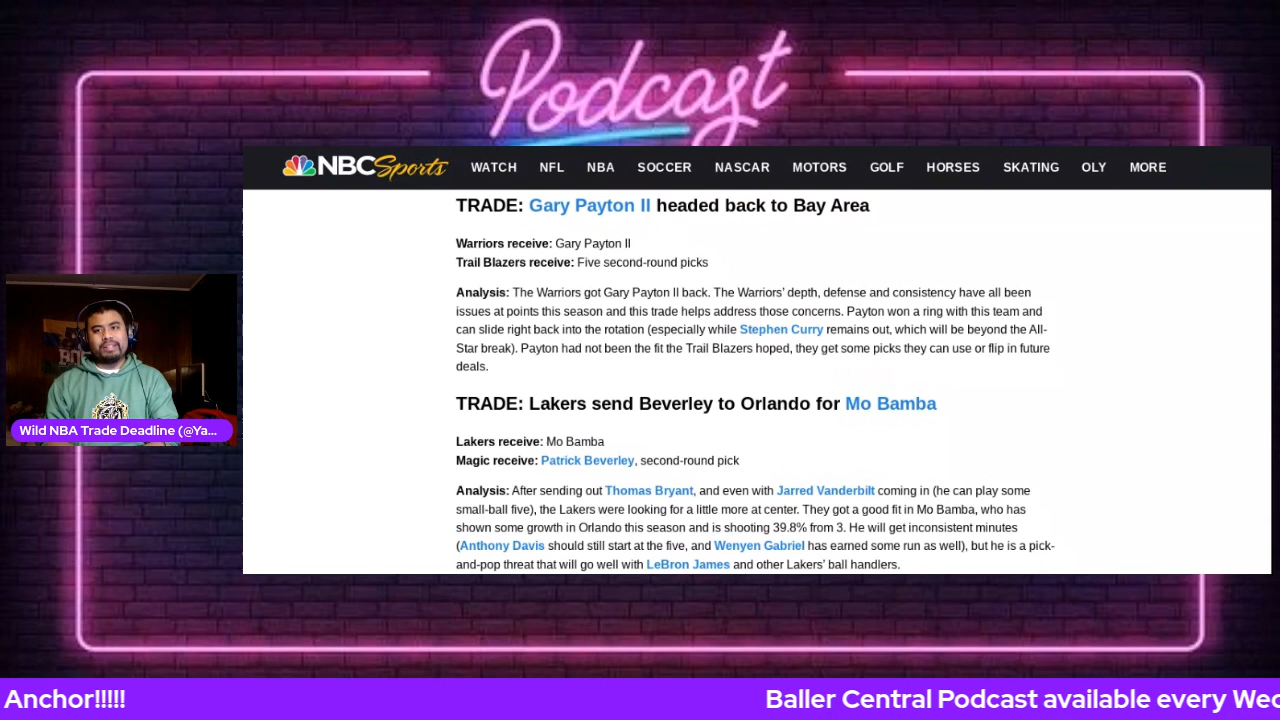 Podcast
NBC Sports WATCH NFL NBA SOCCER NASCAR MOTORS GOLF HORSES SKATING OLY MORE
TRADE: Gary Payton II headed back to Bay Area
Warriors receive: Gary Payton II
Trail Blazers receive: Five second-round picks
Analysis: The Warriors got Gary Payton II back. The Warriors' depth, defense and consistency have all been
issues at points this season and this trade helps address those concerns. Payton won a ring with this team and
can slide right back into the rotation (especially while Stephen Curry remains out, which will be beyond the All-
Star break). Payton had not been the fit the Trail Blazers hoped, they get some picks they can use or flip in future
deals.
TRADE: Lakers send Beverley to Orlando for Mo Bamba
Lakers receive: Mo Bamba
Magic receive: Patrick Beverley, second-round pick
Analysis: After sending out Thomas Bryant, and even with Jarred Vanderbilt coming in (he can play some
small-ball five), the Lakers were looking for a little more at center. They got a good fit in Mo Bamba, who has
shown some growth in Orlando this season and is shooting 39.8% from 3. He will get inconsistent minutes
(Anthony Davis should still start at the five, and Wenyen Gabriel has earned some run as well), but he is a pick-
and-pop threat that will go well with LeBron James and other Lakers' ball handlers.
Wild NBA Trade Deadline (@Ya...
Anchor!!!!! Baller Central Podcast available every Wed